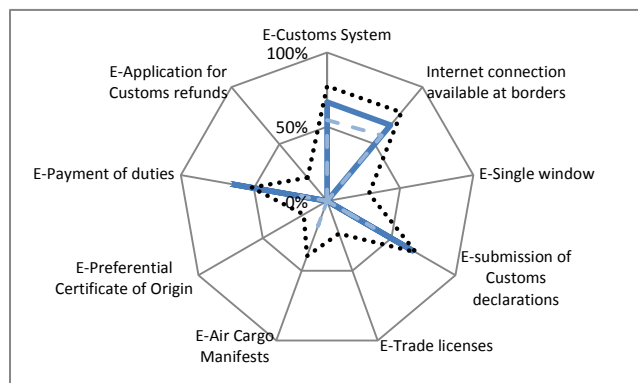 E-Customs System
100%
E-Application for
Customs refunds
Internet connection
available at borders
50%
E-Payment of duties
E-Single window
0%
E-submission of
Customs
declarations
E-Preferential
Certificate of Origin
E-Air Cargo
Manifests
E-Trade licenses